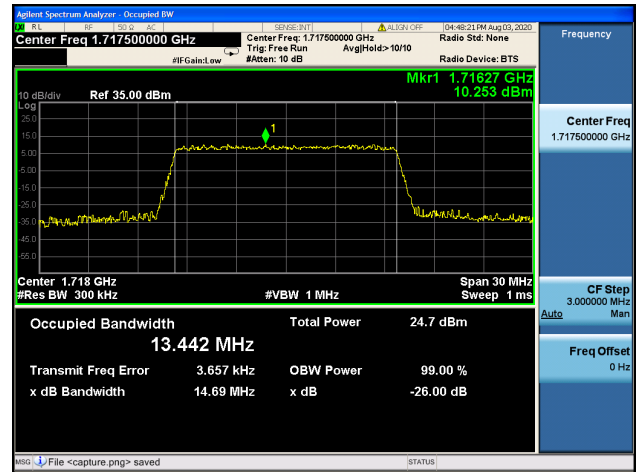 Agilent Spectrum Analyzer - Occupied BW
RL RF 50 Ω AC SENSE:INT ALIGN OFF 04:48:21 PM Aug 03, 2020
Center Freq 1.717500000 GHz
Center Freq: 1.717500000 GHz
Radio Std: None
Trig: Free Run Avg|Hold:> 10/10
#IFGain:Low #Atten: 10 dB Radio Device: BTS
Mkr1 1.71627 GHz
10.253 dBm
10 dB/div Ref 35.00 dBm
Log
25.0
15.0
5.00
-5.00
-15.0
-25.0
-35.0
-45.0
-55.0
1
Center 1.718 GHz Span 30 MHz
#Res BW 300 kHz #VBW 1 MHz Sweep 1 ms
Occupied Bandwidth Total Power 24.7 dBm
13.442 MHz
Transmit Freq Error 3.657 kHz OBW Power 99.00 %
x dB Bandwidth 14.69 MHz x dB -26.00 dB
MSG File <capture.png> saved STATUS
Frequency
Center Freq
1.717500000 GHz
CF Step
3.000000 MHz
Auto Man
Freq Offset
0 Hz